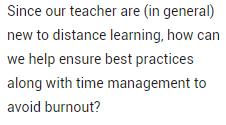 Since our teacher are (in general)
new to distance learning, how can
we help ensure best practices
along with time management to
avoid burnout?